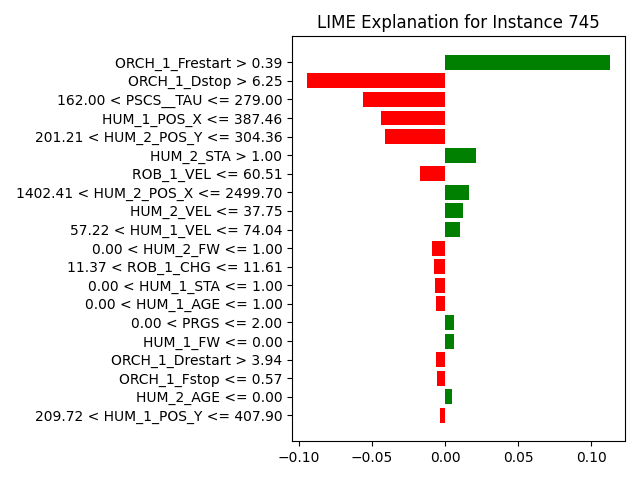 LIME Explanation for Instance 745
ORCH_1_Frestart > 0.39
ORCH_1_Dstop > 6.25
162.00 < PSCS__TAU <= 279.00
HUM_1_POS_X <= 387.46
201.21 < HUM_2_POS_Y <= 304.36
HUM_2_STA > 1.00
ROB_1_VEL <= 60.51
1402.41 < HUM_2_POS_X <= 2499.70
HUM_2_VEL <= 37.75
57.22 < HUM_1_VEL <= 74.04
0.00 < HUM_2_FW <= 1.00
11.37 < ROB_1_CHG <= 11.61
0.00 < HUM_1_STA <= 1.00
0.00 < HUM_1_AGE <= 1.00
0.00 < PRGS <= 2.00
HUM_1_FW <= 0.00
ORCH_1_Drestart > 3.94
ORCH_1_Fstop <= 0.57
HUM_2_AGE <= 0.00
209.72 < HUM_1_POS_Y <= 407.90
−0.10 −0.05 0.00 0.05 0.10